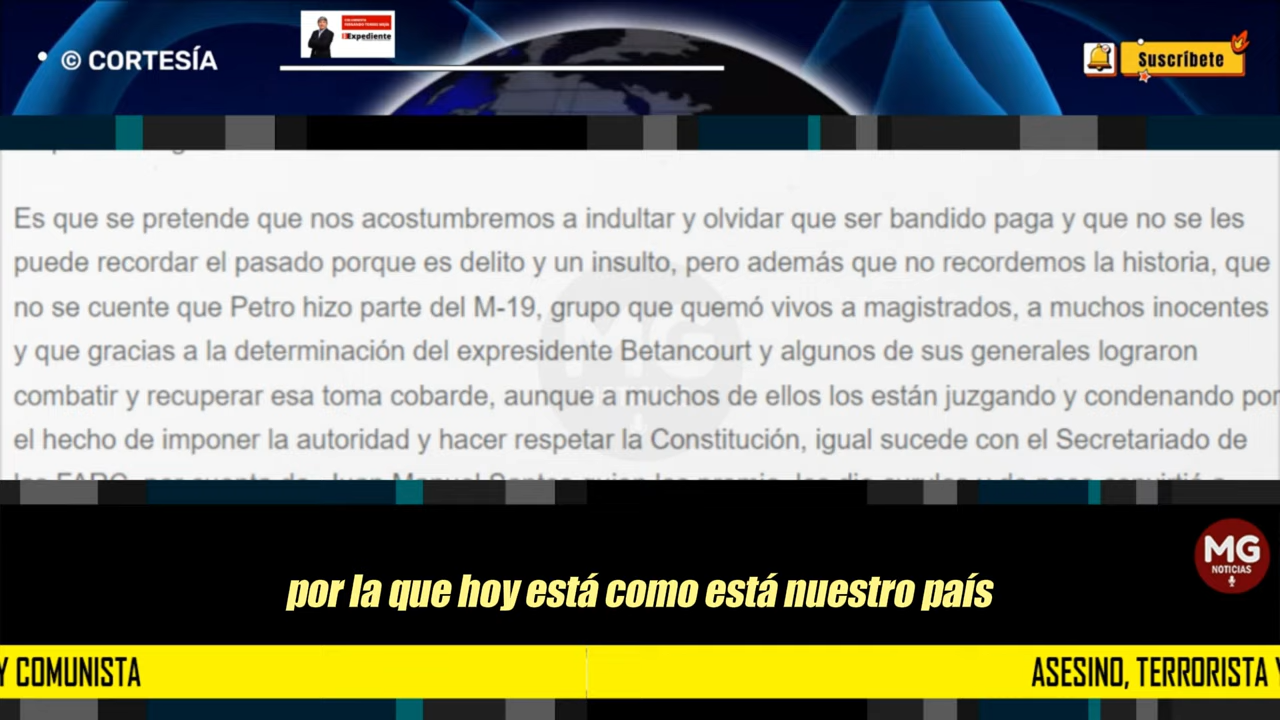 © CORTESÍA
Expediente
Suscríbete
Es que se pretende que nos acostumbremos a indultar y olvidar que ser bandido paga y que no se les
puede recordar el pasado porque es delito y un insulto, pero además que no recordemos la historia, que
no se cuente que Petro hizo parte del M-19, grupo que quemó vivos a magistrados, a muchos inocentes
y que gracias a la determinación del expresidente Betancourt y algunos de sus generales lograron
combatir y recuperar esa toma cobarde, aunque a muchos de ellos los están juzgando y condenando por
el hecho de imponer la autoridad y hacer respetar la Constitución, igual sucede con el Secretariado de
MG
NOTICIAS
por la que hoy está como está nuestro país
Y COMUNISTA
ASESINO, TERRORISTA Y